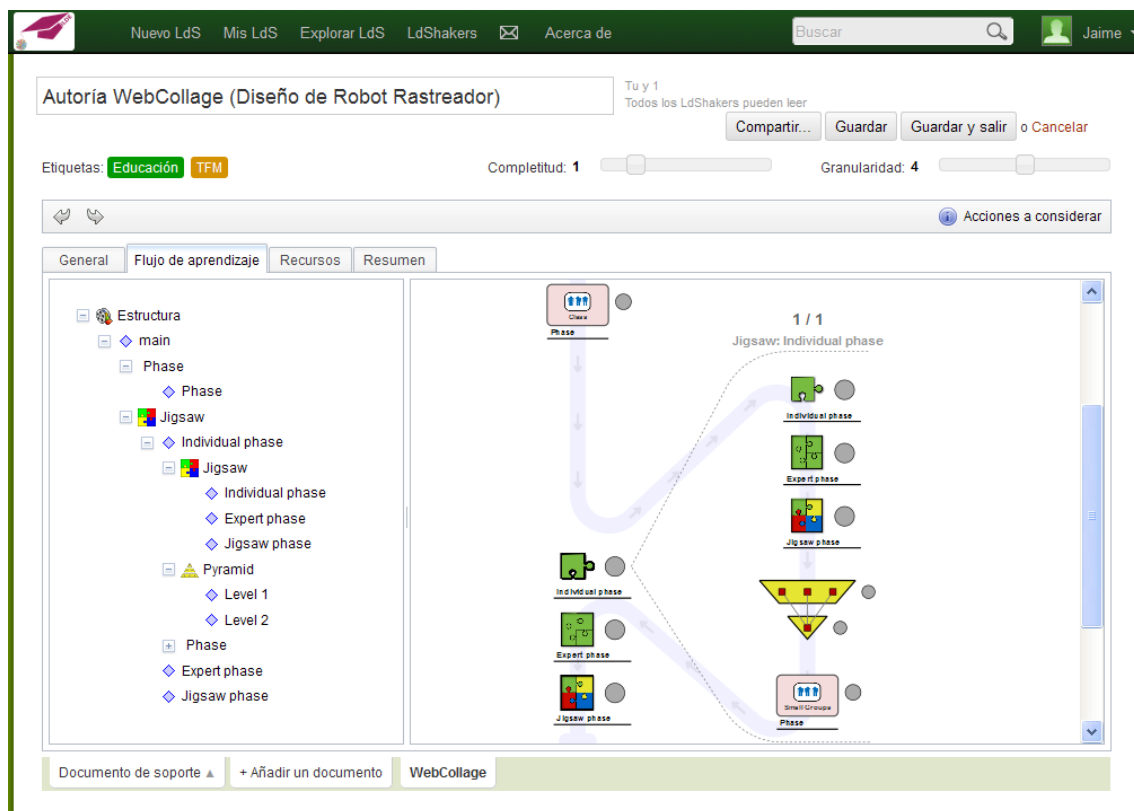 Nuevo LdS Mis LdS Explorar LdS LdShakers Acerca de Buscar Jaime
Autoría WebCollage (Diseño de Robot Rastreador)
Tu y 1
Todos los LdShakers pueden leer
Compartir... Guardar Guardar y salir o Cancelar
Etiquetas: Educación TFM Completitud: 1 Granularidad: 4
Acciones a considerar
General Flujo de aprendizaje Recursos Resumen
Estructura
main
Phase
Phase
Jigsaw
Individual phase
Jigsaw
Individual phase
Expert phase
Jigsaw phase
Pyramid
Level 1
Level 2
Phase
Expert phase
Jigsaw phase
Class
Phase
1 / 1
Jigsaw: Individual phase
Individual phase
Expert phase
Jigsaw phase
Individual phase
Expert phase
Jigsaw phase
Small Groups
Phase
Documento de soporte ▲ + Añadir un documento WebCollage